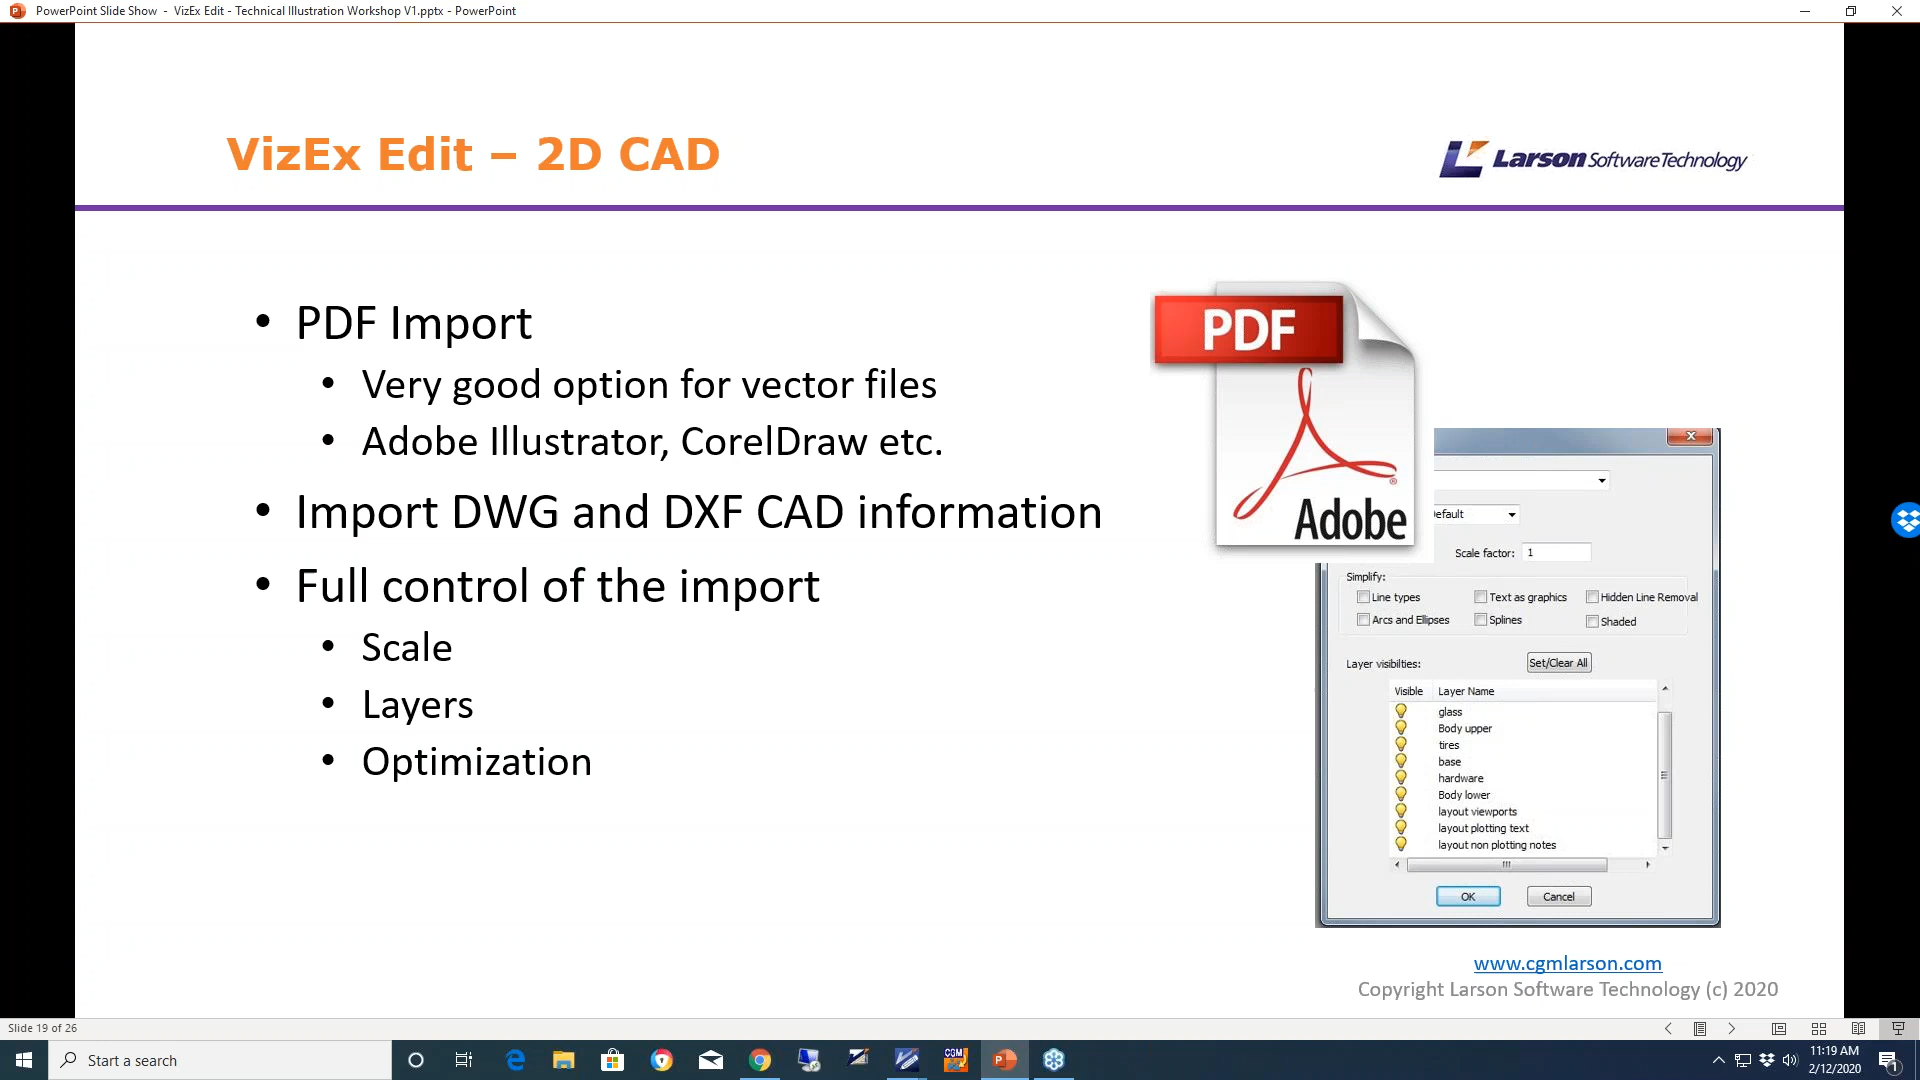 PowerPoint Slide Show - VizEx Edit - Technical Illustration Workshop V1.pptx - PowerPoint
VizEx Edit – 2D CAD
Larson Software Technology
• PDF Import
• Very good option for vector files
• Adobe Illustrator, CorelDraw etc.
• Import DWG and DXF CAD information
• Full control of the import
• Scale
• Layers
• Optimization
PDF
Adobe
Scale factor: 1
Simplify:
Line types
Text as graphics
Hidden Line Removal
Arcs and Ellipses
Splines
Shaded
Layer visibilties:
Set/Clear All
Visible Layer Name
glass
Body upper
tires
base
hardware
Body lower
layout viewports
layout plotting text
layout non plotting notes
OK
Cancel
www.cgmlarson.com
Copyright Larson Software Technology (c) 2020
Slide 19 of 26
Start a search
CGM
11:19 AM
2/12/2020
1